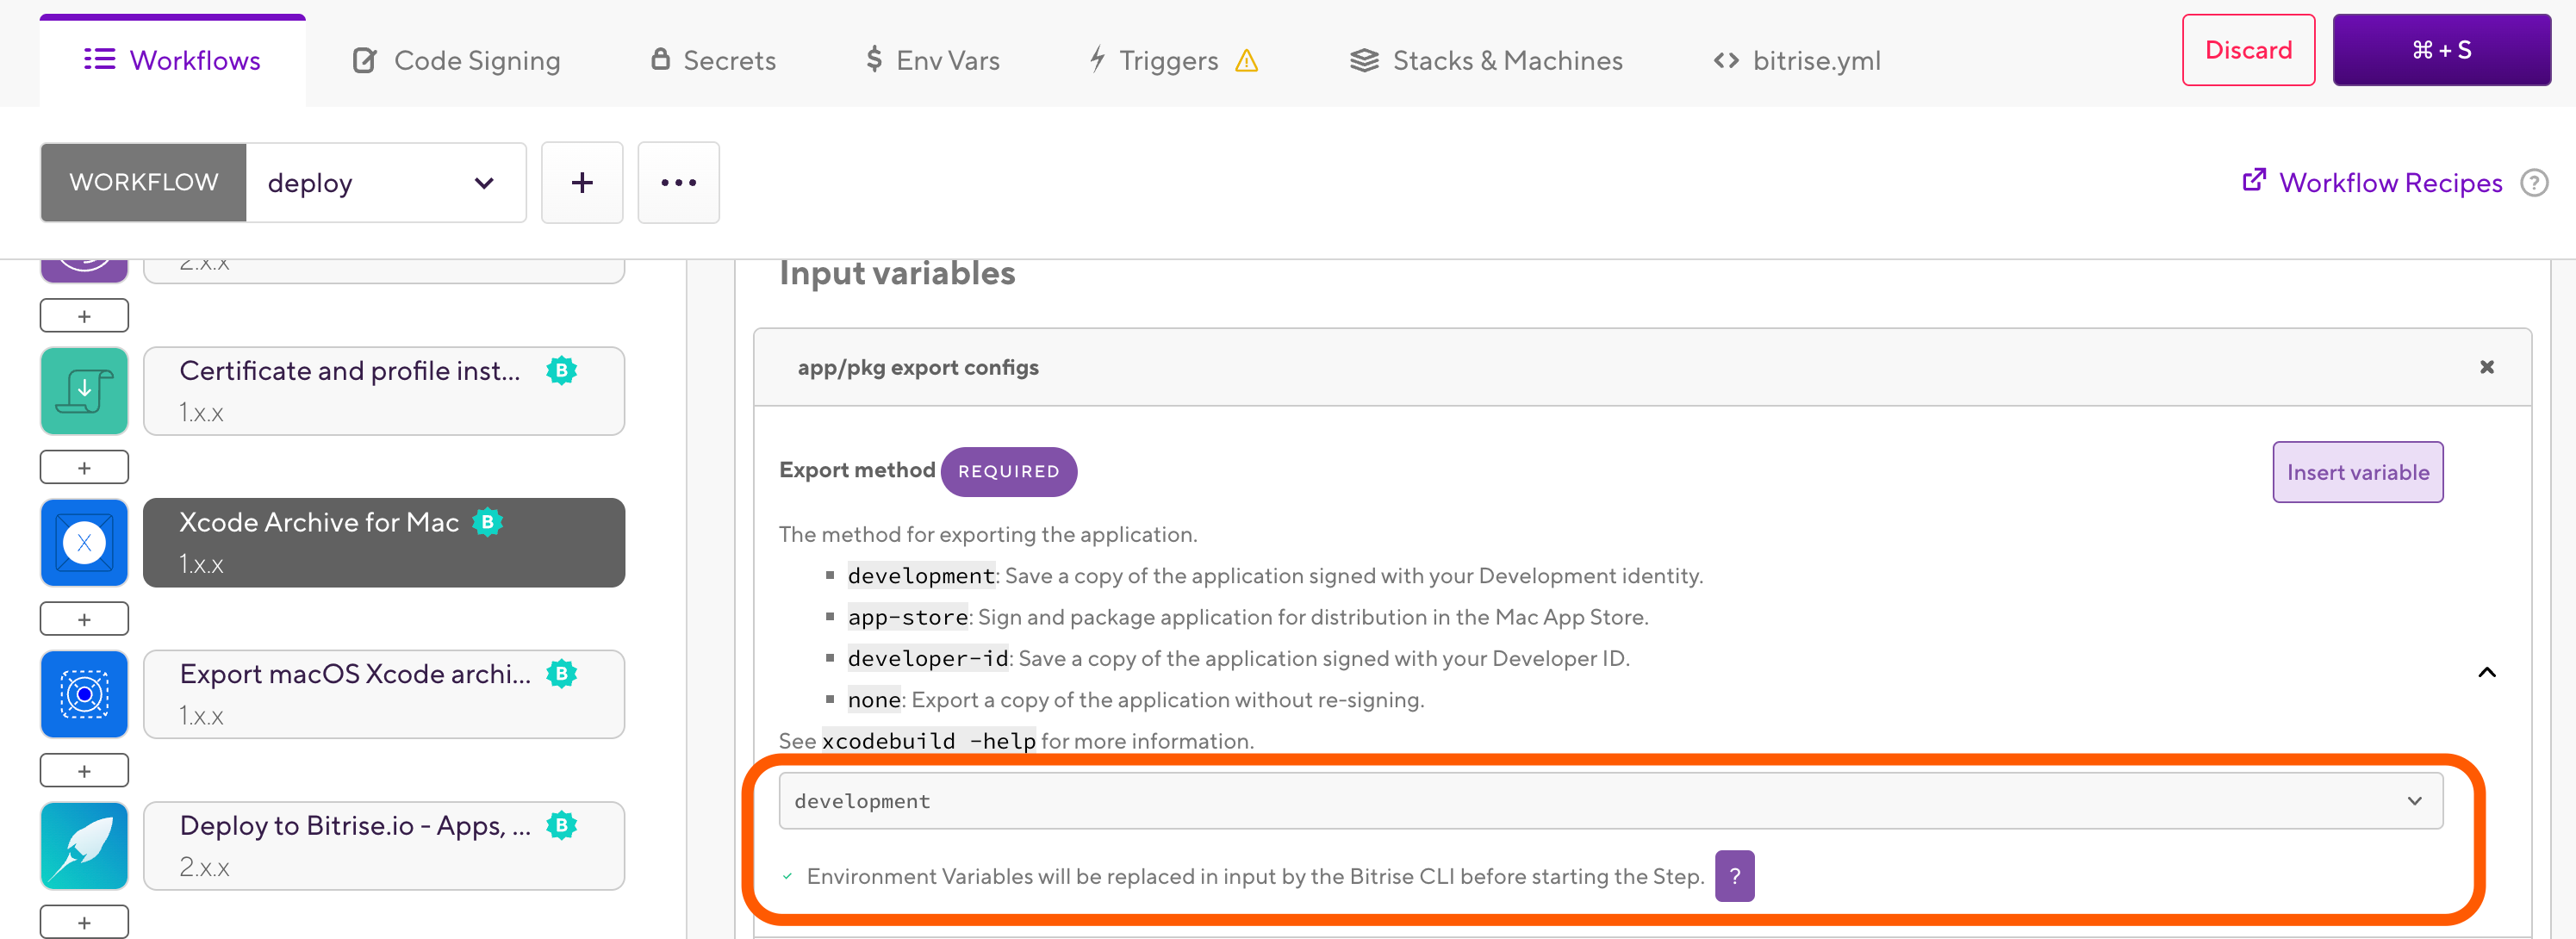 Workflows
Code Signing
Secrets
$ Env Vars
Triggers
Stacks & Machines
<> bitrise.yml
Discard
⌘ + S
WORKFLOW deploy
+
...
Workflow Recipes ?
2.x.x
+
Certificate and profile inst... B
1.x.x
+
X
Xcode Archive for Mac B
1.x.x
+
Export macOS Xcode archi... B
1.x.x
+
Deploy to Bitrise.io - Apps, ... B
2.x.x
+
Input variables
app/pkg export configs
Export method REQUIRED
Insert variable
The method for exporting the application.
development: Save a copy of the application signed with your Development identity.
app-store: Sign and package application for distribution in the Mac App Store.
developer-id: Save a copy of the application signed with your Developer ID.
none: Export a copy of the application without re-signing.
See xcodebuild -help for more information.
development
Environment Variables will be replaced in input by the Bitrise CLI before starting the Step. ?